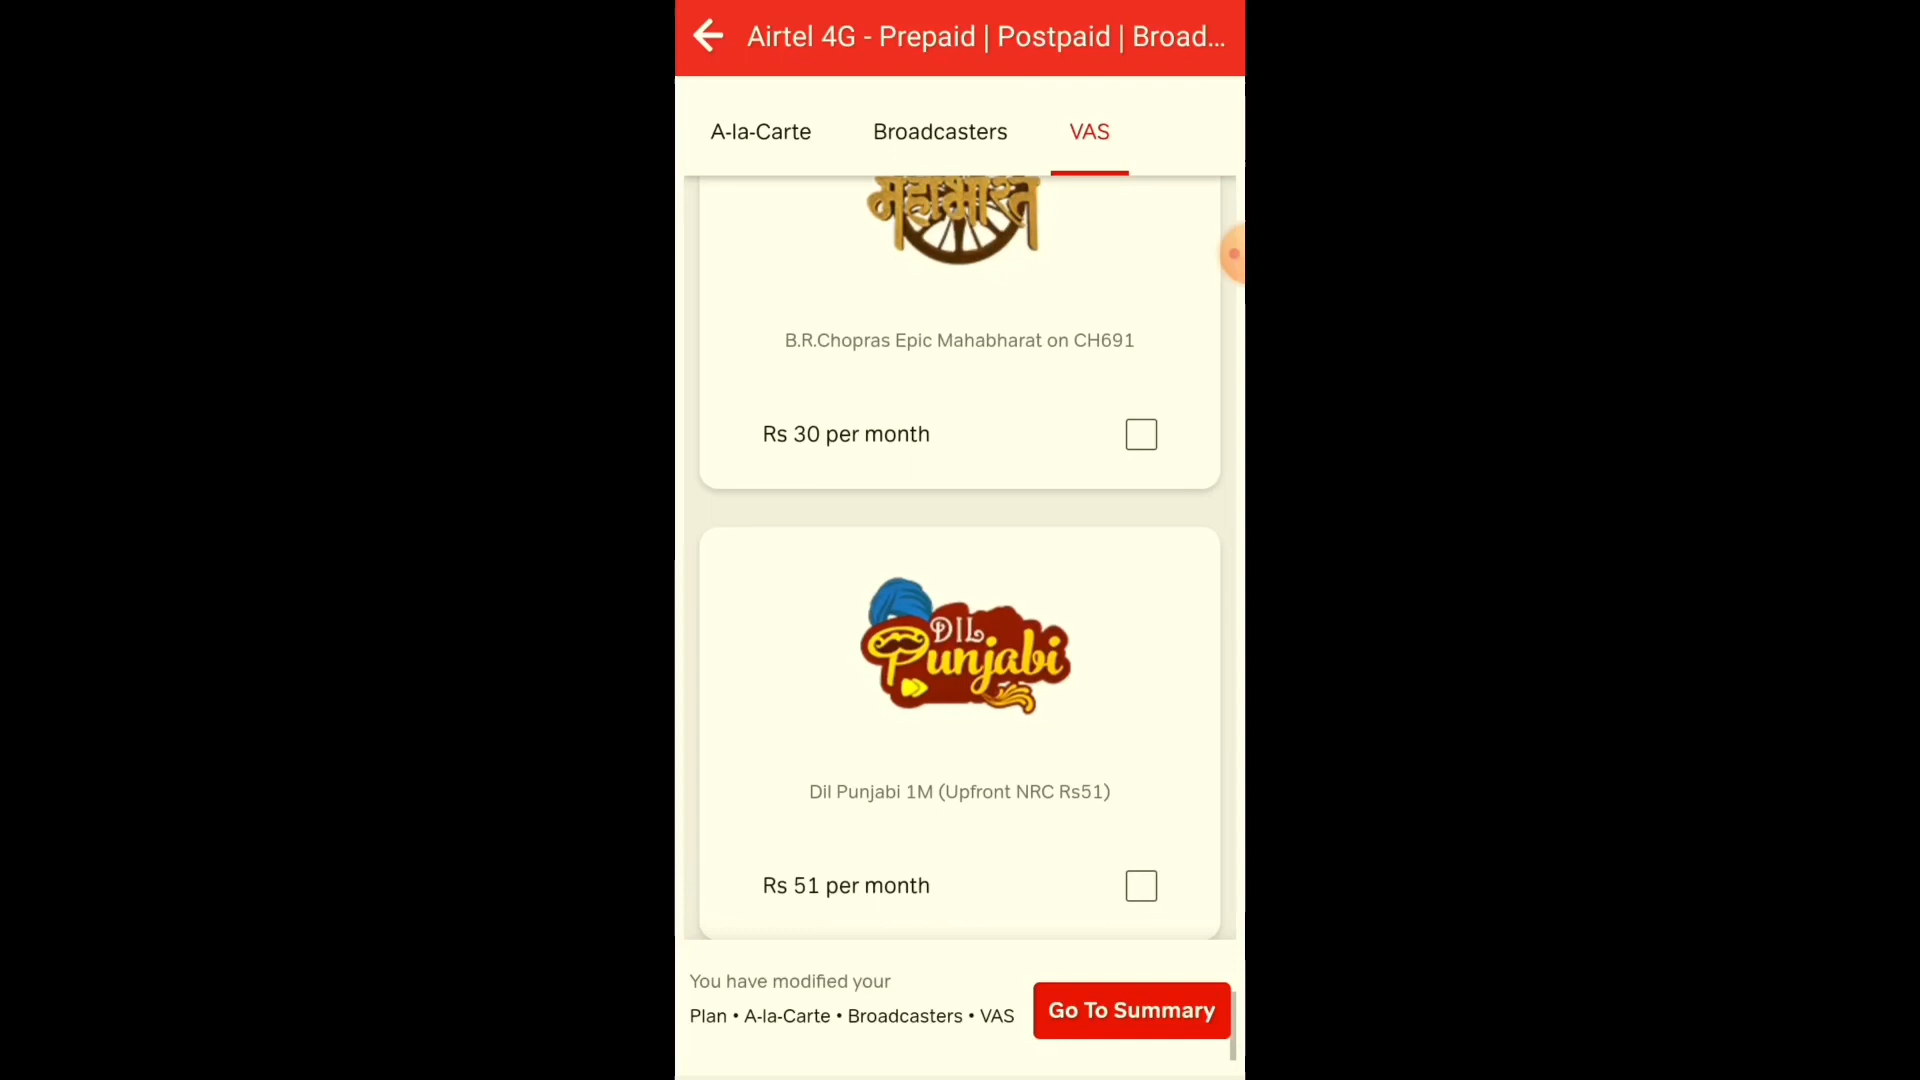 Airtel 4G - Prepaid | Postpaid | Broad...
A-la-Carte Broadcasters VAS
महाभारत
B.R.Chopras Epic Mahabharat on CH691
Rs 30 per month
DIL
Punjabi
Dil Punjabi 1M (Upfront NRC Rs51)
Rs 51 per month
You have modified your
Plan • A-la-Carte • Broadcasters • VAS
Go To Summary